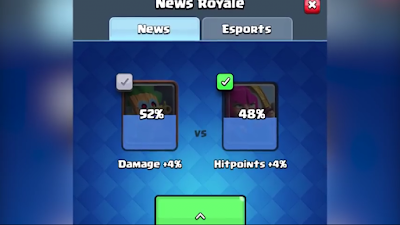 News Royale
News
Esports
52%
48%
vs
Damage +4%
Hitpoints +4%